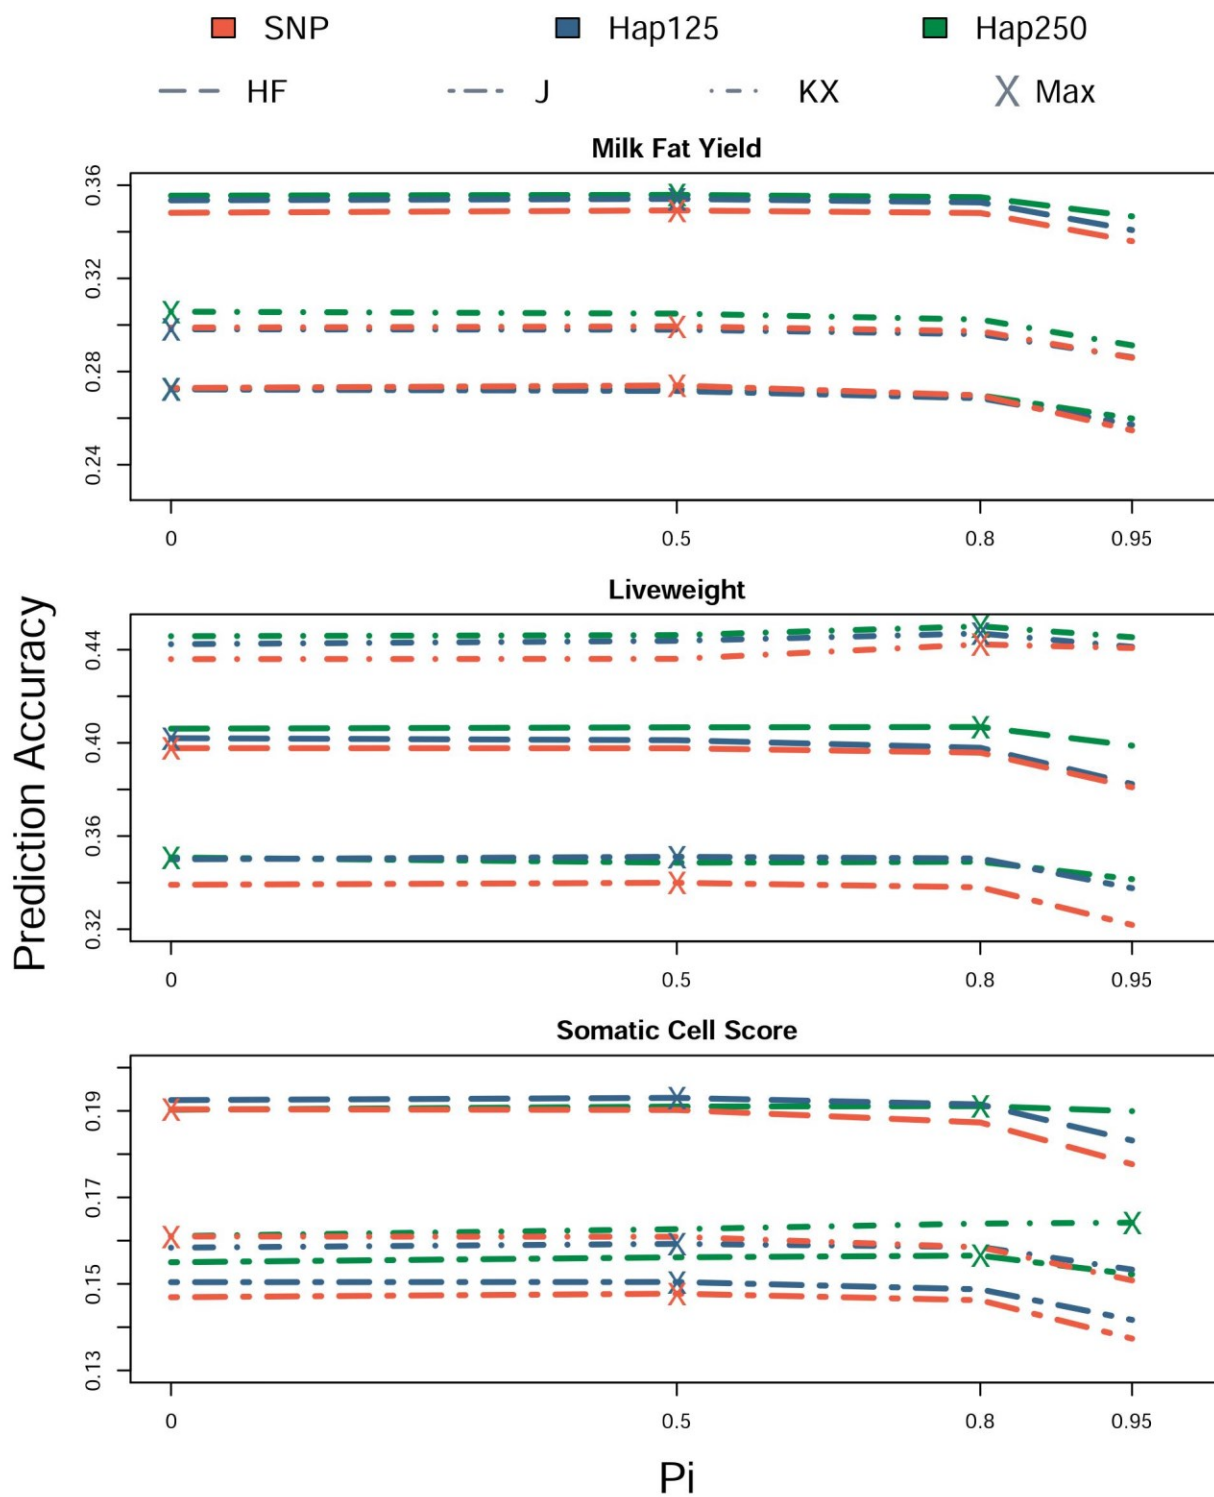 SNP Hap125 Hap250
HF J KX X Max
Milk Fat Yield
0.36
0.32
0.28
0.24
0 0.5 0.8 0.95
Liveweight
0.44
0.40
0.36
0.32
0 0.5 0.8 0.95
Prediction Accuracy
Somatic Cell Score
0.19
0.17
0.15
0.13
0 0.5 0.8 0.95
Pi